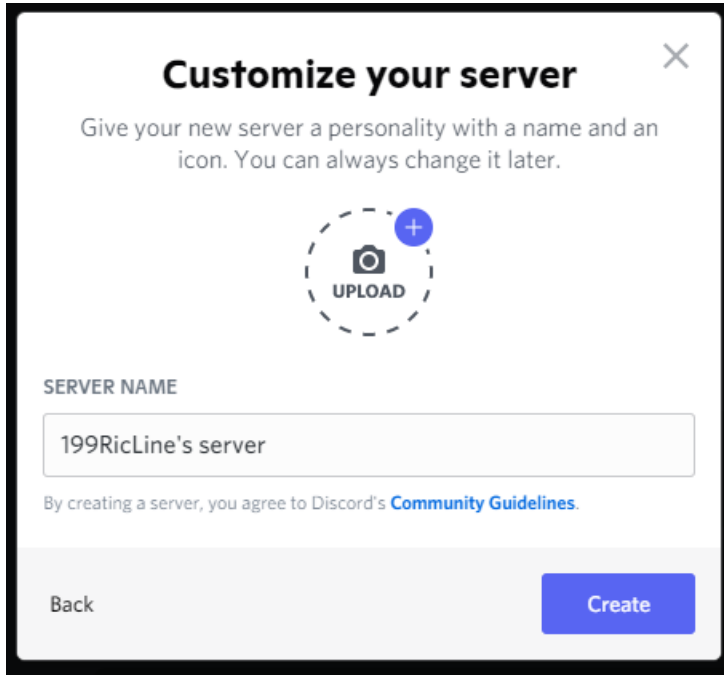 Customize your server
Give your new server a personality with a name and an
icon. You can always change it later.
UPLOAD
SERVER NAME
199RicLine's server
By creating a server, you agree to Discord's Community Guidelines.
Back
Create